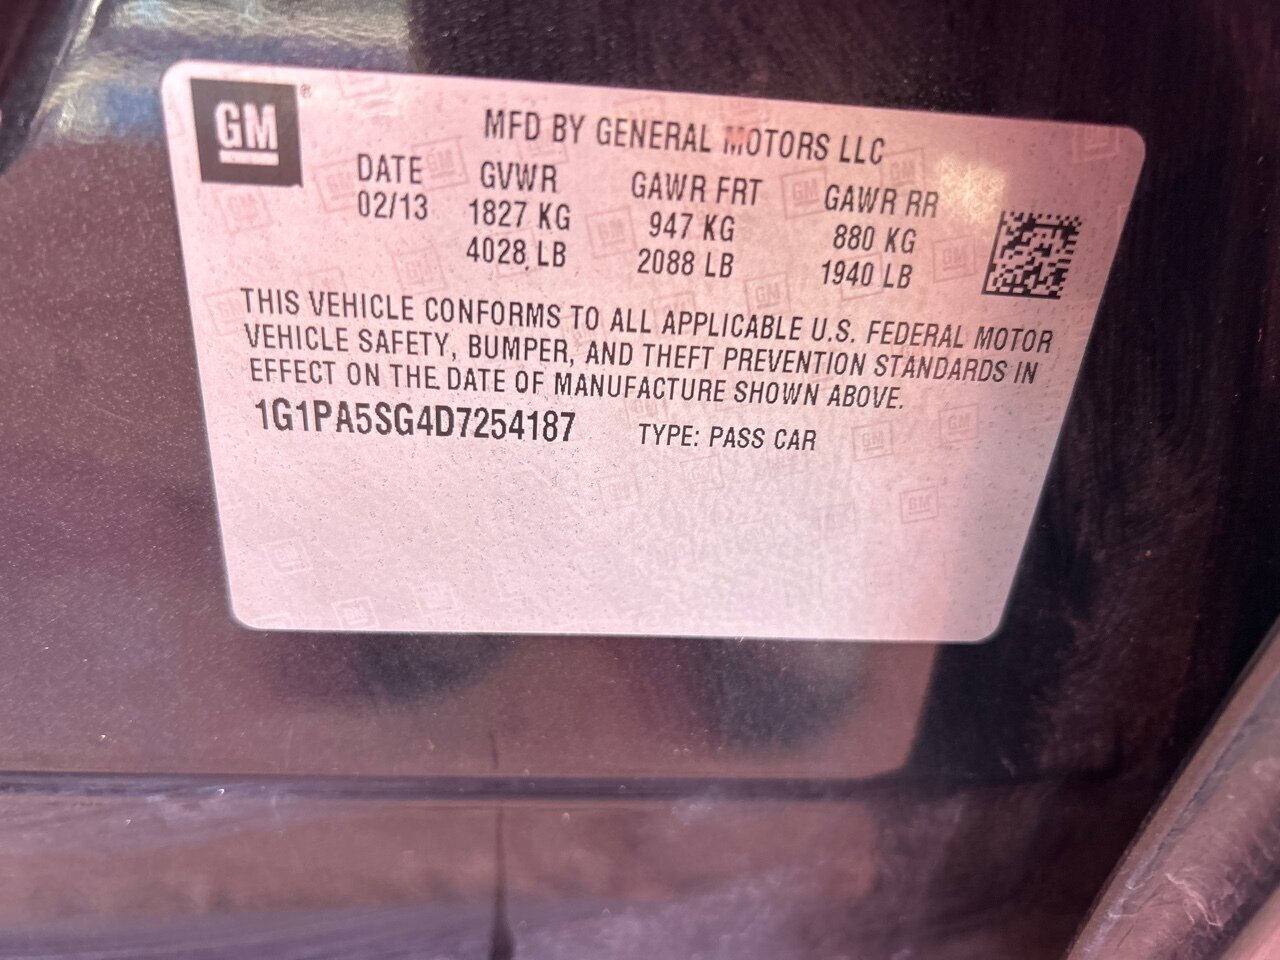 GM ®
MFD BY GENERAL MOTORS LLC
DATE GVWR GAWR FRT GAWR RR
02/13 1827 KG 947 KG 880 KG
4028 LB 2088 LB 1940 LB
THIS VEHICLE CONFORMS TO ALL APPLICABLE U.S. FEDERAL MOTOR
VEHICLE SAFETY, BUMPER, AND THEFT PREVENTION STANDARDS IN
EFFECT ON THE DATE OF MANUFACTURE SHOWN ABOVE.
1G1PA5SG4D7254187 TYPE: PASS CAR